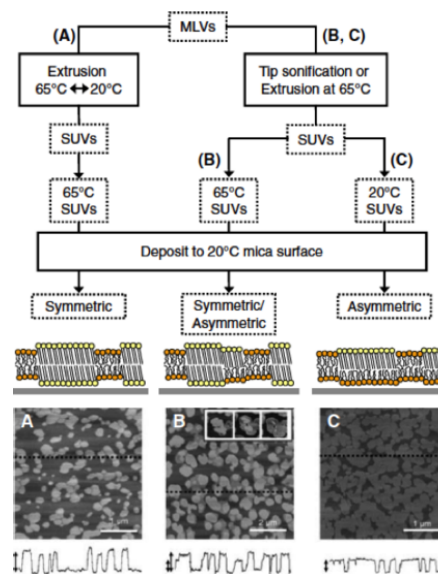 (A)
MLVs
(B, C)
Extrusion
65°C ↔ 20°C
Tip sonification or
Extrusion at 65°C
SUVs
SUVs
(B)
(C)
65°C
SUVs
65°C
SUVs
20°C
SUVs
Deposit to 20°C mica surface
Symmetric
Symmetric/
Asymmetric
Asymmetric
A
B
C
1 µm